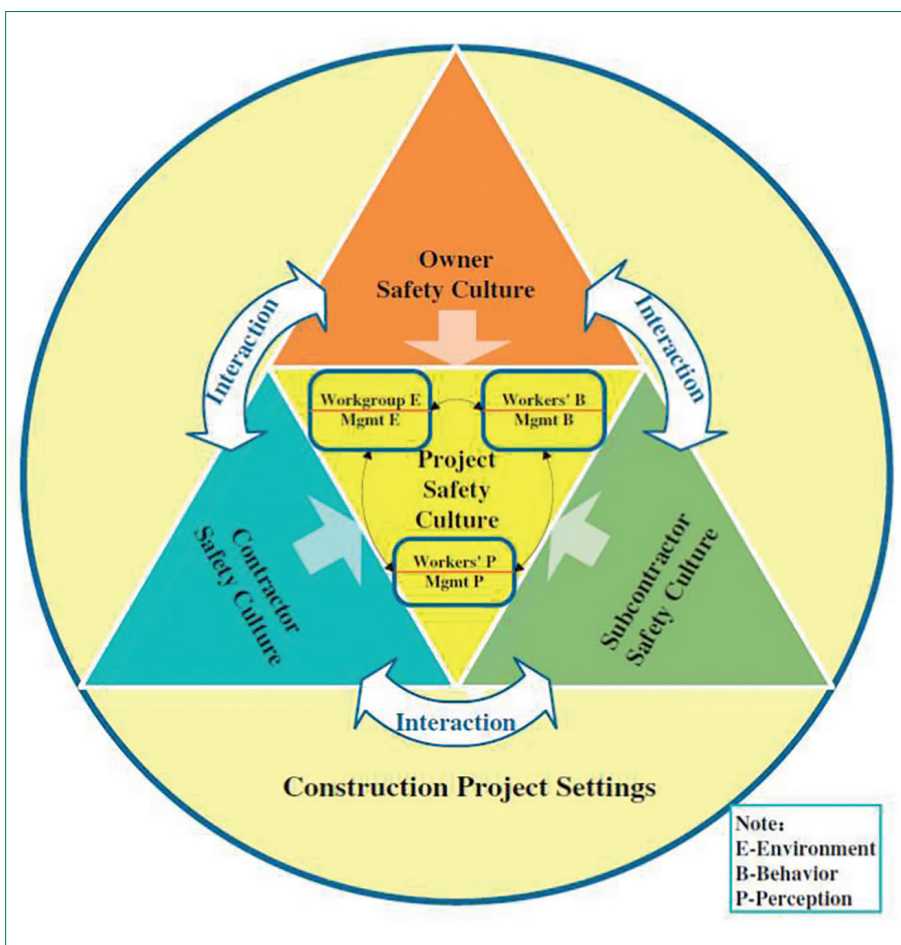 Owner
Safety Culture
Interaction
Interaction
Workgroup E
Mgmt E
Workers' B
Mgmt B
Project
Safety
Culture
Workers' P
Mgmt P
Contractor
Safety Culture
Subcontractor
Safety Culture
Interaction
Construction Project Settings
Note:
E-Environment
B-Behavior
P-Perception